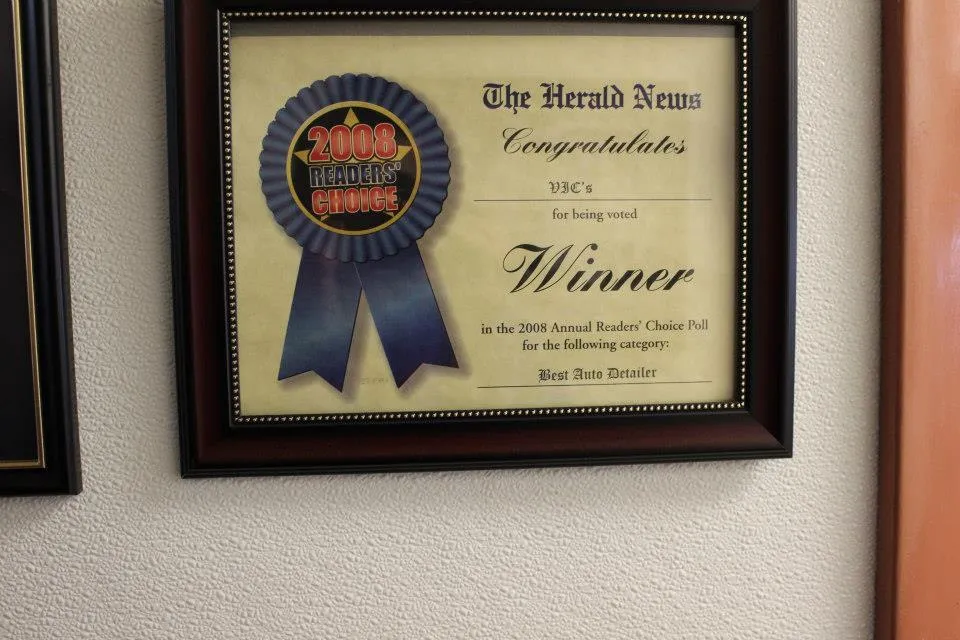 2008
READERS'
CHOICE
The Herald News
Congratulates
VIC's
for being voted
Winner
in the 2008 Annual Readers' Choice Poll
for the following category:
Best Auto Detailer